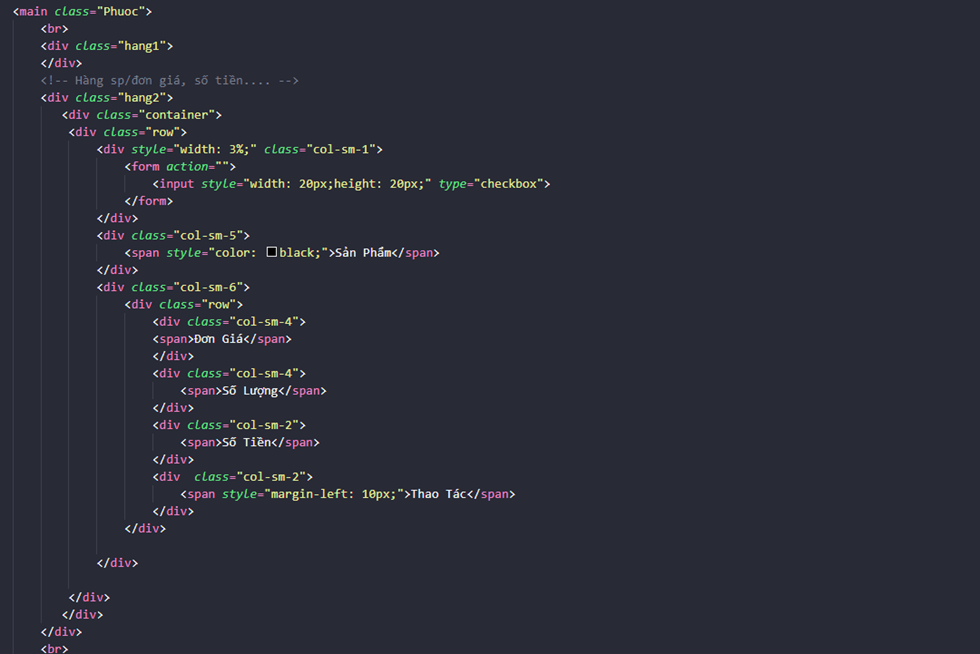 <main class="Phuoc">
<br>
<div class="hang1">
</div>
<!-- Hàng sp/đơn giá, số tiền.... -->
<div class="hang2">
<div class="container">
<div class="row">
<div style="width: 3%;" class="col-sm-1">
<form action="">
<input style="width: 20px;height: 20px;" type="checkbox">
</form>
</div>
<div class="col-sm-5">
<span style="color: black;">Sản Phẩm</span>
</div>
<div class="col-sm-6">
<div class="row">
<div class="col-sm-4">
<span>Đơn Giá</span>
</div>
<div class="col-sm-4">
<span>Số Lượng</span>
</div>
<div class="col-sm-2">
<span>Số Tiền</span>
</div>
<div  class="col-sm-2">
<span style="margin-left: 10px;">Thao Tác</span>
</div>
</div>
</div>
</div>
</div>
</div>
<br>